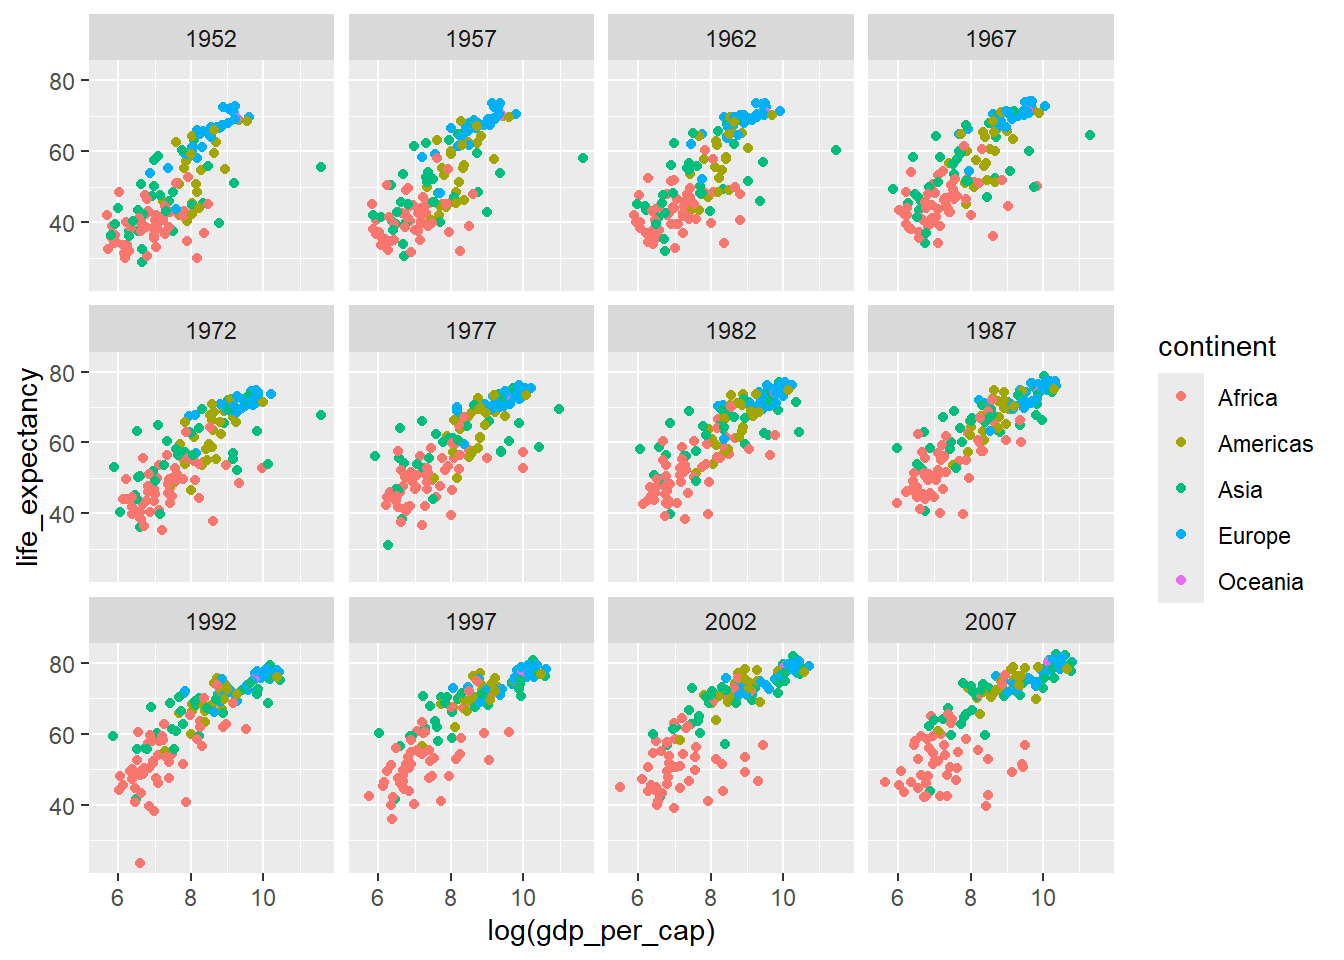 1952 1957 1962 1967
80
60
40
1972 1977 1982 1987
80
60
40
1992 1997 2002 2007
80
60
40
6 8 10 6 8 10 6 8 10 6 8 10
log(gdp_per_cap)
life_expectancy
continent
Africa
Americas
Asia
Europe
Oceania